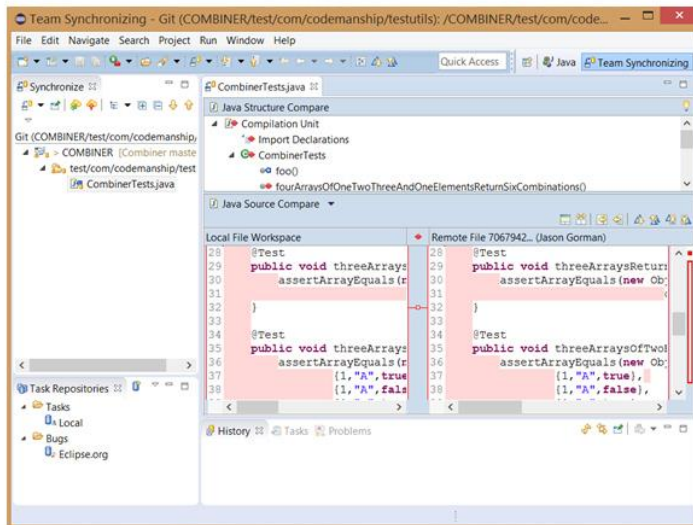 Team Synchronizing - Git (COMBINER/test/com/codemanship/testutils): /COMBINER/test/com/code...
File Edit Navigate Search Project Run Window Help
Quick Access
Java
Team Synchronizing
Synchronize
Git (COMBINER/test/com/codemanship/
> COMBINER [Combiner maste
test/com/codemanship/test
CombinerTests.java
CombinerTests.java
Java Structure Compare
Compilation Unit
Import Declarations
CombinerTests
foo()
fourArraysOfOneTwoThreeAndOneElementsReturnSixCombinations()
Java Source Compare
Local File Workspace
28 @Test
29 public void threeArrays
30 assertArrayEquals(n
31
32 }
33
34 @Test
35 public void threeArrays
36 assertArrayEquals(n
37 {1,"A",true
38 {1,"A",fals
Remote File 7067942... (Jason Gorman)
28 @Test
29 public void threeArraysReturn
30 assertArrayEquals(new Obj
31
32 }
33
34 @Test
35 public void threeArraysOfTwoE
36 assertArrayEquals(new Obj
37 {1,"A",true},
38 {1,"A",false},
Task Repositories
Tasks
Local
Bugs
Eclipse.org
History
Tasks
Problems